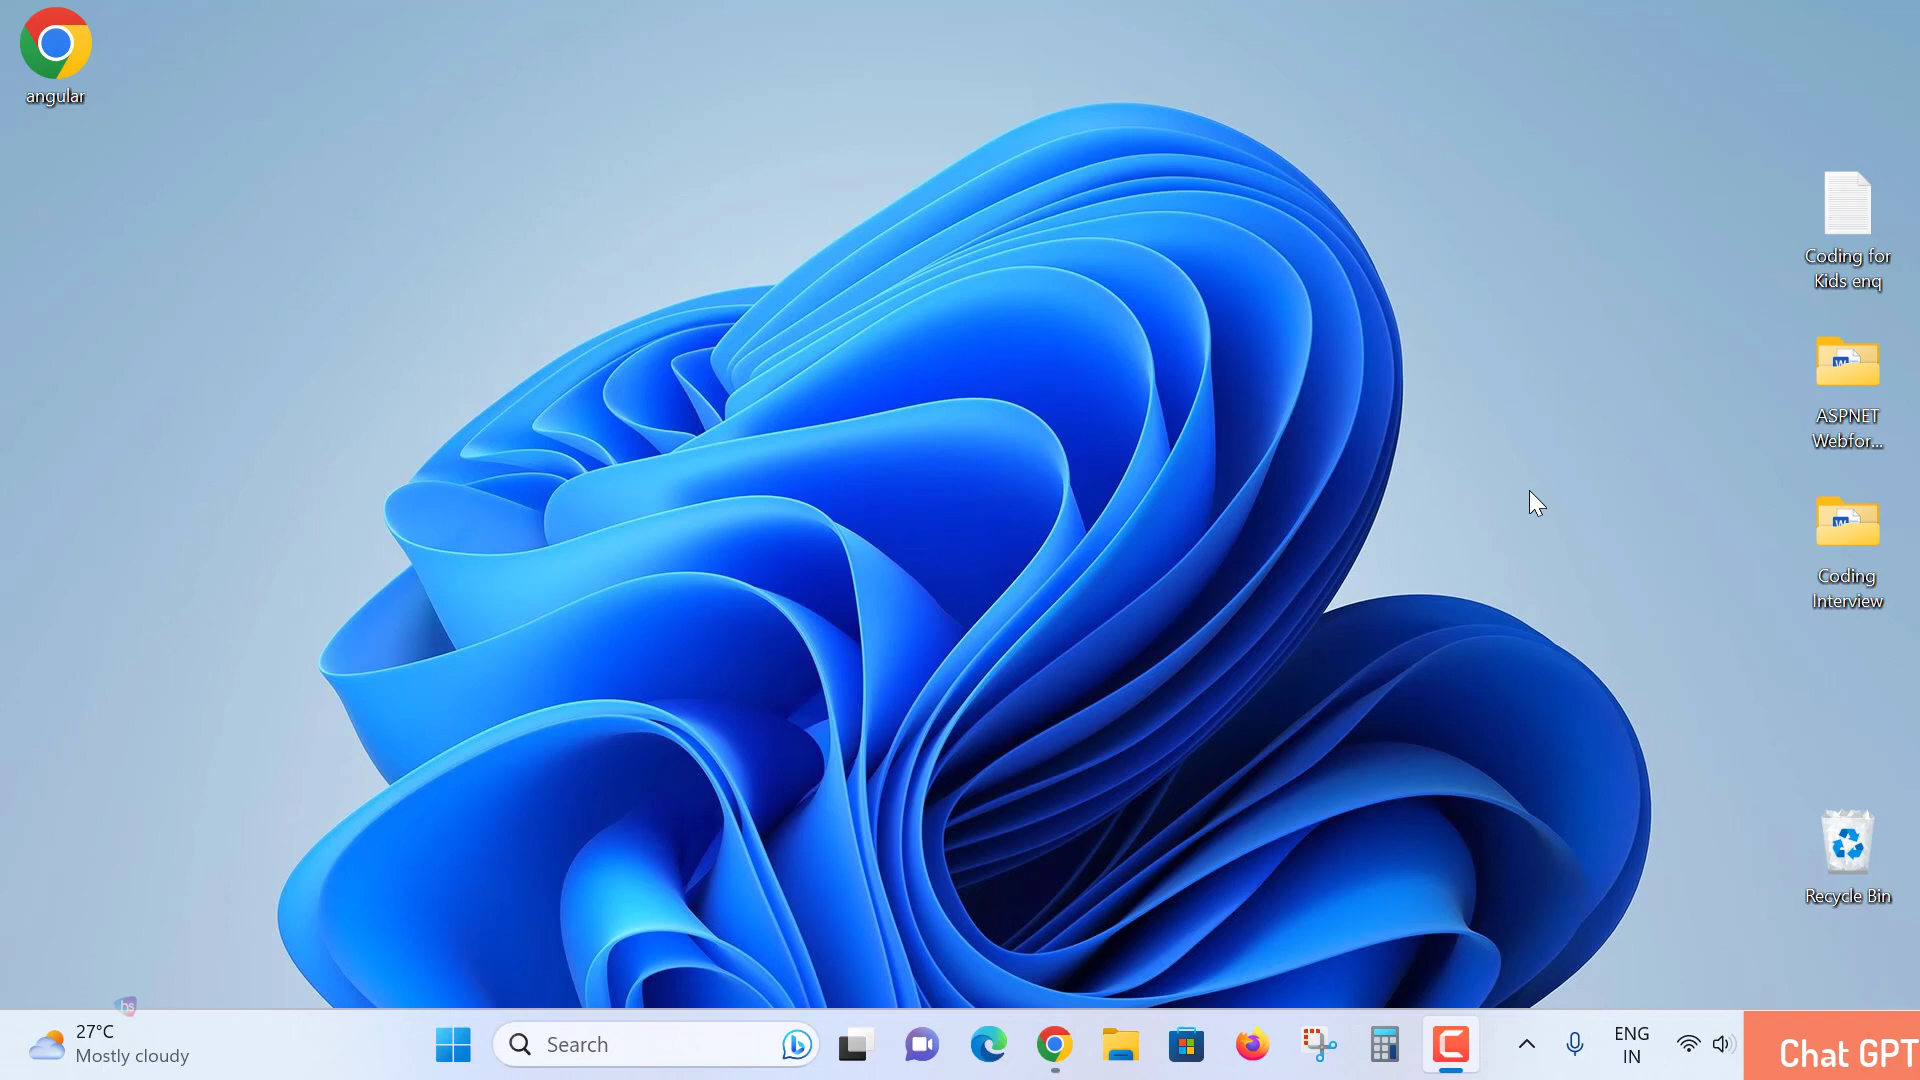 angular
Coding for
Kids enq
ASPNET
Webfor...
Coding
Interview
Recycle Bin
hs
27°C
Mostly cloudy
Search
ENG
IN
Chat GPT